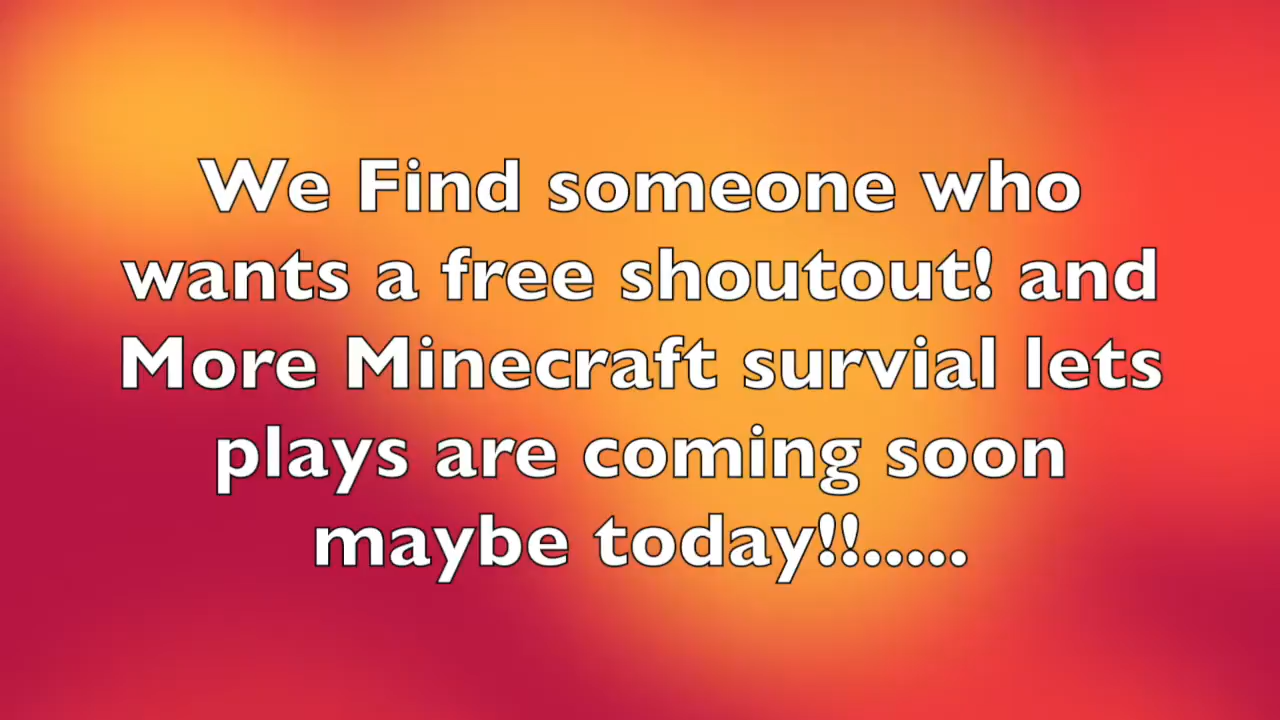 We Find someone who
wants a free shoutout! and
More Minecraft survial lets
plays are coming soon
maybe today!!.....